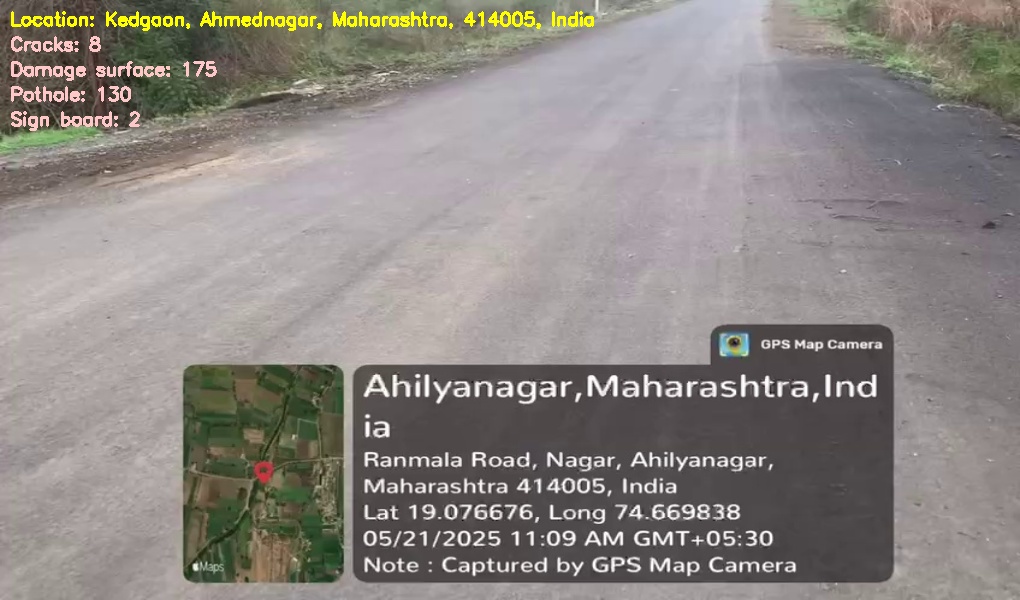 Location: Kedgaon, Ahmednagar, Maharashtra, 414005, India
Cracks: 8
Damage surface: 175
Pothole: 130
Sign board: 2
GPS Map Camera
Ahilyanagar,Maharashtra,Ind
ia
Ranmala Road, Nagar, Ahilyanagar,
Maharashtra 414005, India
Lat 19.076676, Long 74.669838
05/21/2025 11:09 AM GMT+05:30
Note : Captured by GPS Map Camera
Maps